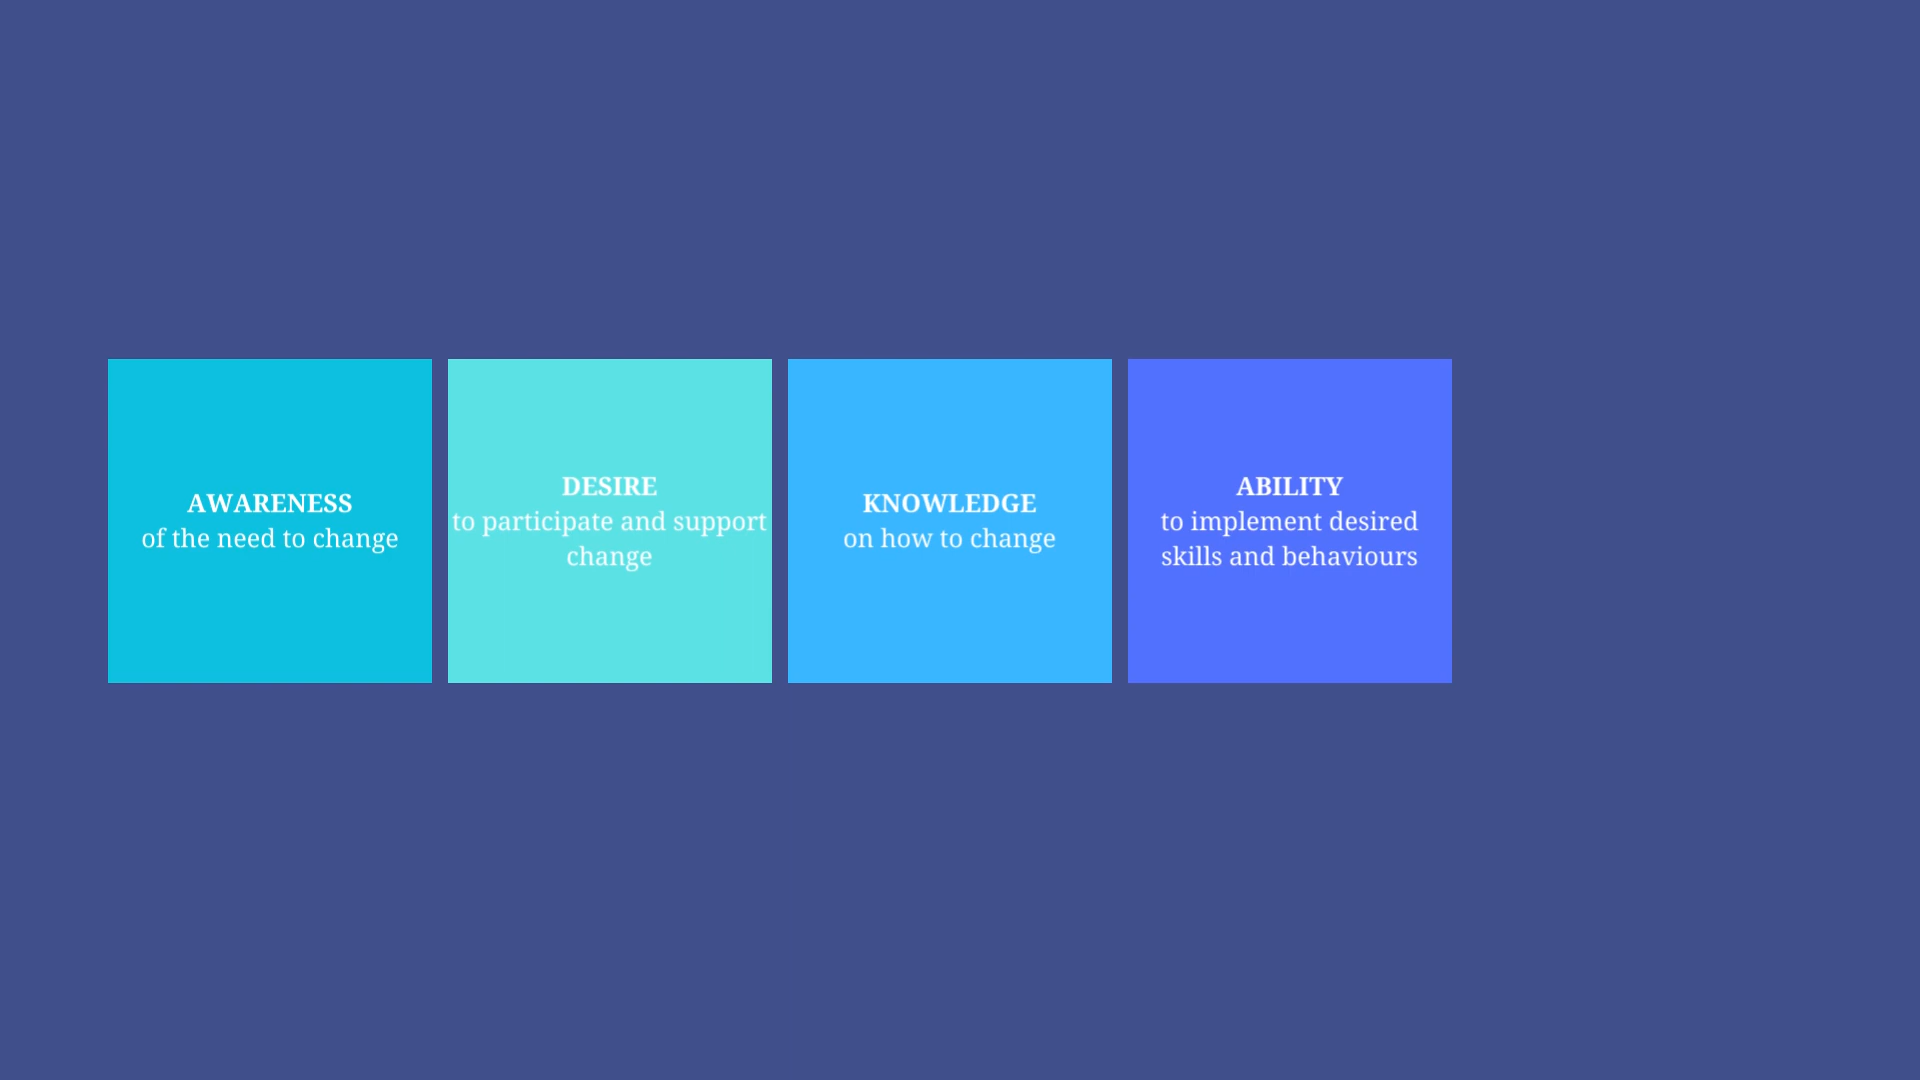 AWARENESS
of the need to change
DESIRE
to participate and support
change
KNOWLEDGE
on how to change
ABILITY
to implement desired
skills and behaviours